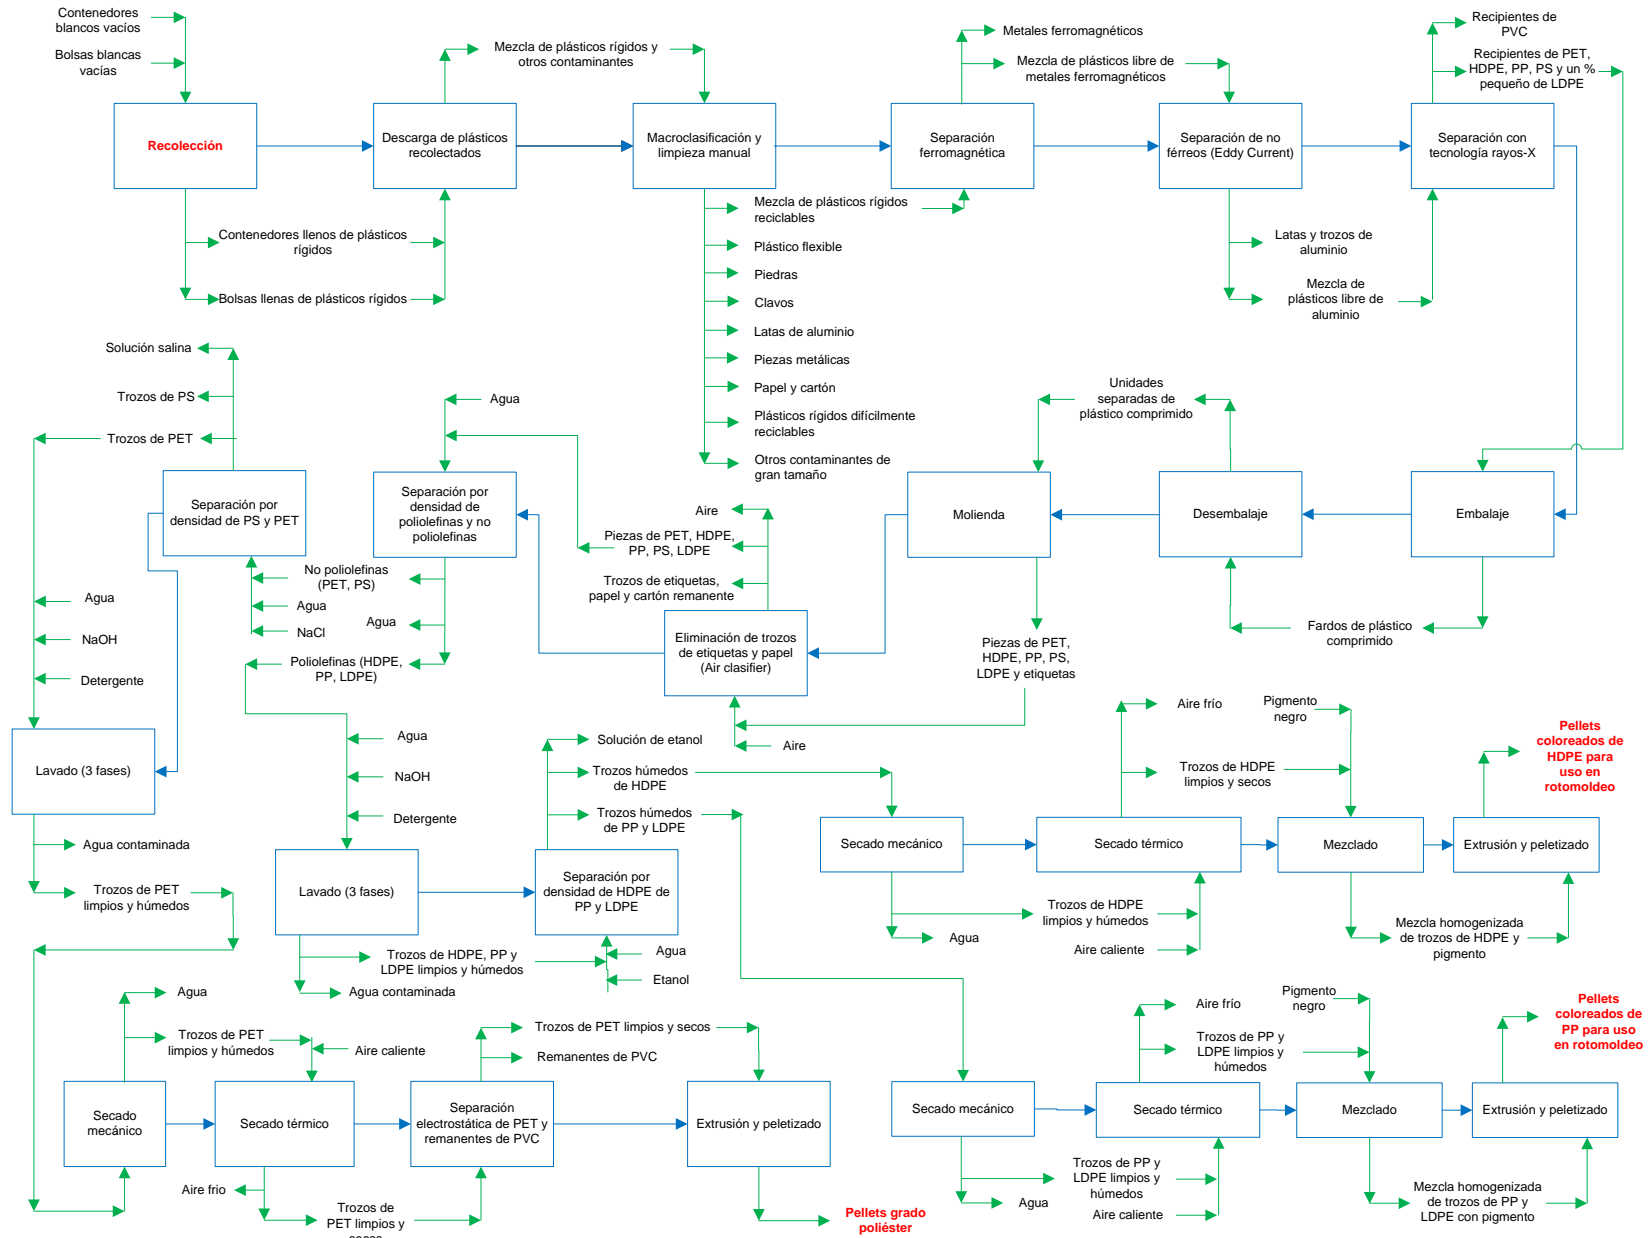 Contenedores
blancos vacíos
Bolsas blancas
vacías
Recolección
Contenedores llenos de plásticos
rígidos
Bolsas llenas de plásticos rígidos
Mezcla de plásticos rígidos y
otros contaminantes
Descarga de plásticos
recolectados
Macroclasificación y
limpieza manual
Mezcla de plásticos rígidos
reciclables
Plástico flexible
Piedras
Clavos
Latas de aluminio
Piezas metálicas
Papel y cartón
Plásticos rígidos difícilmente
reciclables
Otros contaminantes de
gran tamaño
Metales ferromagnéticos
Mezcla de plásticos libre de
metales ferromagnéticos
Separación
ferromagnética
Separación de no
férreos (Eddy Current)
Latas y trozos de
aluminio
Mezcla de
plásticos libre de
aluminio
Recipientes de
PVC
Recipientes de PET,
HDPE, PP, PS y un %
pequeño de LDPE
Separación con
tecnología rayos-X
Embalaje
Fardos de plástico
comprimido
Desembalaje
Unidades
separadas de
plástico comprimido
Molienda
Piezas de PET,
HDPE, PP, PS,
LDPE y etiquetas
Aire
Piezas de PET, HDPE,
PP, PS, LDPE
Trozos de etiquetas,
papel y cartón remanente
Eliminación de trozos
de etiquetas y papel
(Air clasifier)
Aire
Agua
Separación por
densidad de
poliolefinas y no
poliolefinas
No poliolefinas
(PET, PS)
Agua
NaCl
Agua
Poliolefinas (HDPE,
PP, LDPE)
Solución salina
Trozos de PS
Trozos de PET
Separación por
densidad de PS y PET
Agua
NaOH
Detergente
Lavado (3 fases)
Agua contaminada
Trozos de PET
limpios y húmedos
Agua
NaOH
Detergente
Lavado (3 fases)
Trozos de HDPE, PP y
LDPE limpios y húmedos
Agua contaminada
Solución de etanol
Trozos húmedos
de HDPE
Trozos húmedos
de PP y LDPE
Separación por
densidad de HDPE de
PP y LDPE
Agua
Etanol
Secado mecánico
Trozos de HDPE
limpios y húmedos
Agua
Aire caliente
Aire frío
Trozos de HDPE
limpios y secos
Secado térmico
Pigmento
negro
Mezclado
Mezcla homogenizada
de trozos de HDPE y
pigmento
Extrusión y peletizado
Pellets
coloreados de
HDPE para
uso en
rotomoldeo
Agua
Trozos de PET
limpios y húmedos
Aire caliente
Secado
mecánico
Secado térmico
Aire frio
Trozos de
PET limpios y
Trozos de PET limpios y secos
Remanentes de PVC
Separación
electrostática de PET y
remanentes de PVC
Extrusión y peletizado
Pellets grado
poliéster
Secado mecánico
Trozos de PP y
LDPE limpios y
húmedos
Agua
Aire caliente
Aire frío
Trozos de PP y
LDPE limpios y
húmedos
Secado térmico
Pigmento
negro
Mezclado
Mezcla homogenizada
de trozos de PP y
LDPE con pigmento
Extrusión y peletizado
Pellets
coloreados de
PP para uso
en rotomoldeo